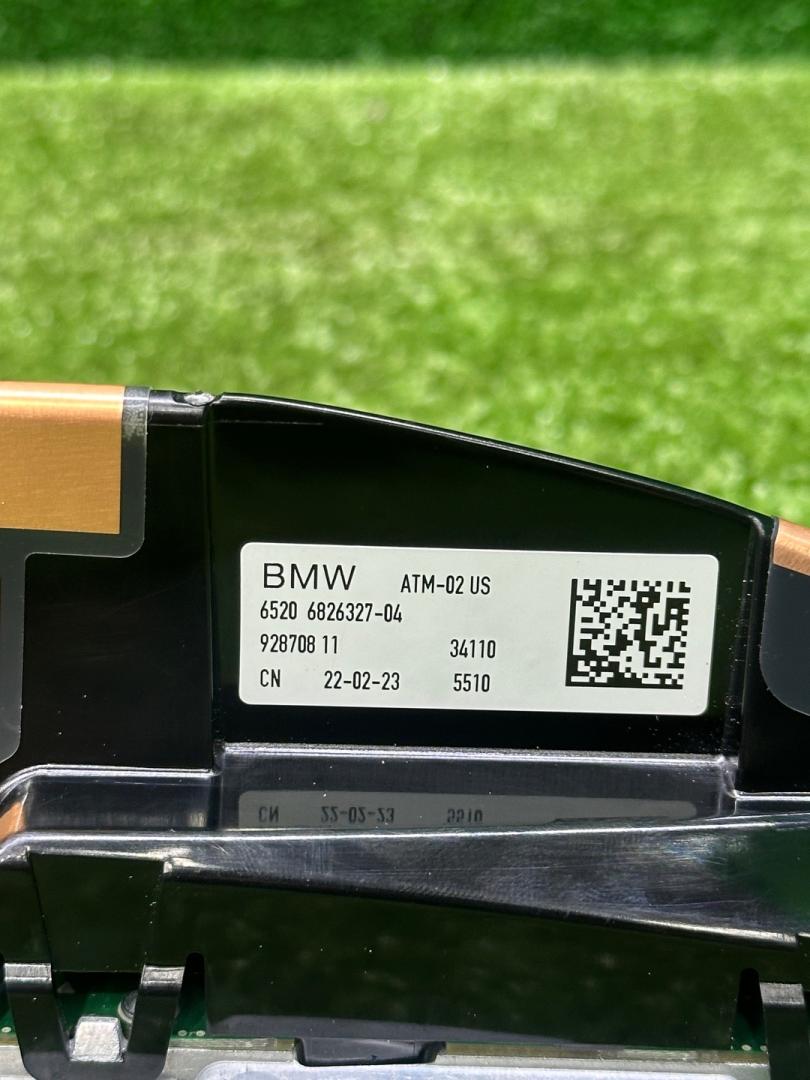 BMW ATM-02 US
6520 6826327-04
928708 11 34110
CN 22-02-23 5510